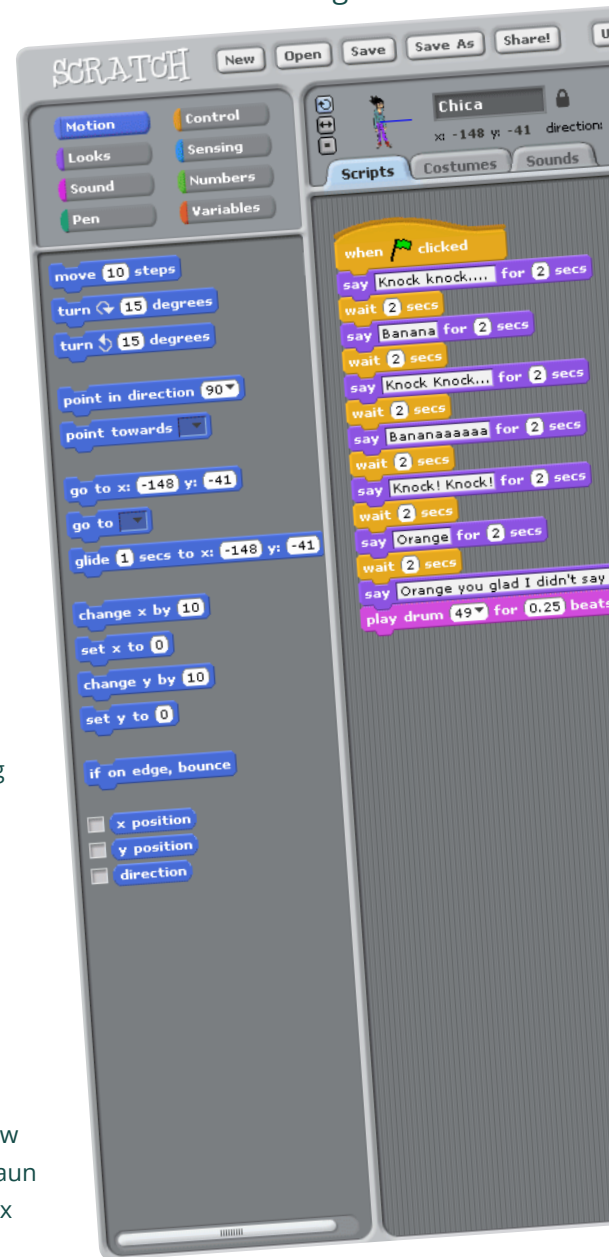 SCRATCH
New
Open
Save
Save As
Share!
Motion
Control
Looks
Sensing
Sound
Numbers
Pen
Variables
Chica
x: -148 y: -41 direction:
Scripts
Costumes
Sounds
move 10 steps
turn 15 degrees
turn 15 degrees
point in direction 90
point towards
go to x: -148 y: -41
go to
glide 1 secs to x: -148 y: -41
change x by 10
set x to 0
change y by 10
set y to 0
if on edge, bounce
x position
y position
direction
when clicked
say Knock knock.... for 2 secs
wait 2 secs
say Banana for 2 secs
wait 2 secs
say Knock Knock... for 2 secs
wait 2 secs
say Bananaaaaaa for 2 secs
wait 2 secs
say Knock! Knock! for 2 secs
wait 2 secs
say Orange for 2 secs
wait 2 secs
say Orange you glad I didn't say
play drum 49 for 0.25 beats